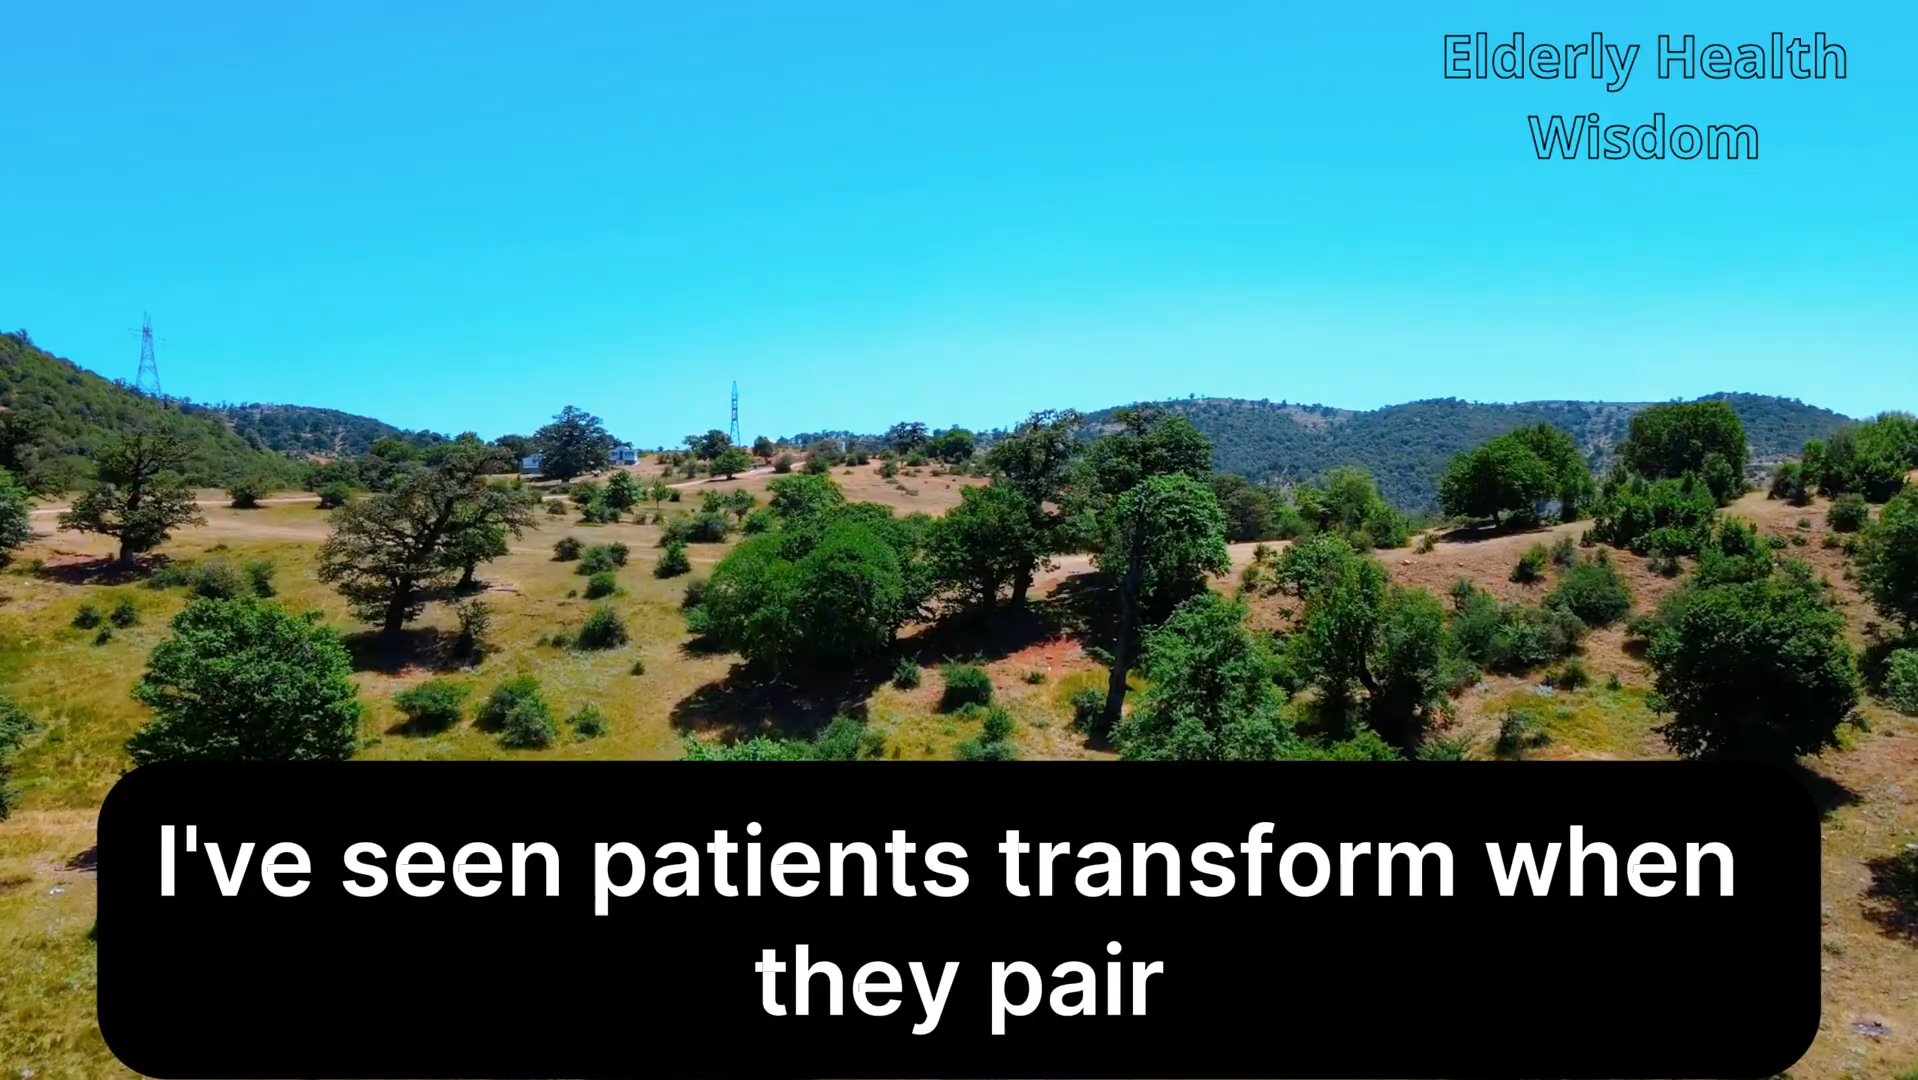 Elderly Health
Wisdom
I've seen patients transform when
they pair